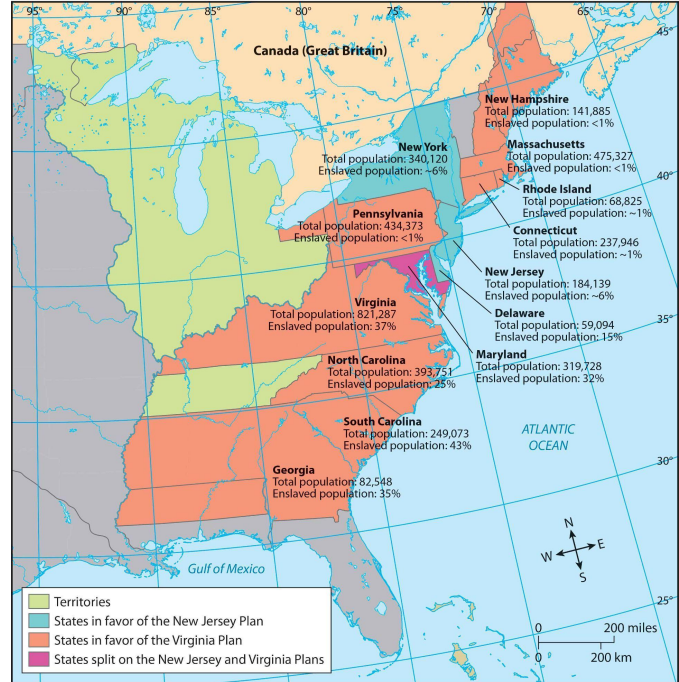 95°
90°
85°
80°
75°
70°
65°
45°
40°
35°
30°
25°
Canada (Great Britain)
New Hampshire
Total population: 141,885
Enslaved population: <1%
Massachusetts
Total population: 475,327
Enslaved population: <1%
New York
Total population: 340,120
Enslaved population: ~6%
Rhode Island
Total population: 68,825
Enslaved population: ~1%
Pennsylvania
Total population: 434,373
Enslaved population: <1%
Connecticut
Total population: 237,946
Enslaved population: ~1%
New Jersey
Total population: 184,139
Enslaved population: ~6%
Virginia
Total population: 821,287
Enslaved population: 37%
Delaware
Total population: 59,094
Enslaved population: 15%
Maryland
Total population: 319,728
Enslaved population: 32%
North Carolina
Total population: 393,751
Enslaved population: 25%
South Carolina
Total population: 249,073
Enslaved population: 43%
Georgia
Total population: 82,548
Enslaved population: 35%
ATLANTIC
OCEAN
Gulf of Mexico
N
W
E
S
Territories
States in favor of the New Jersey Plan
States in favor of the Virginia Plan
States split on the New Jersey and Virginia Plans
0 200 miles
0 200 km